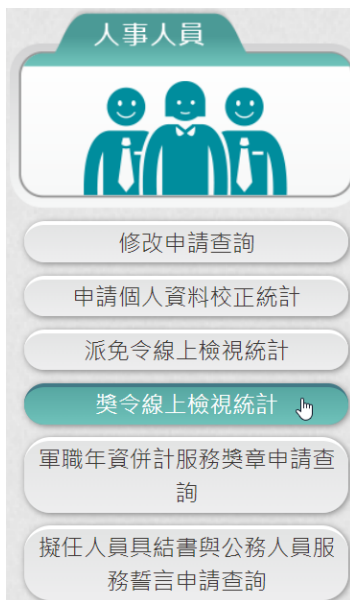 人事人員
修改申請查詢
申請個人資料校正統計
派免令線上檢視統計
獎令線上檢視統計
軍職年資併計服務獎章申請查
詢
擬任人員具結書與公務人員服
務誓言申請查詢